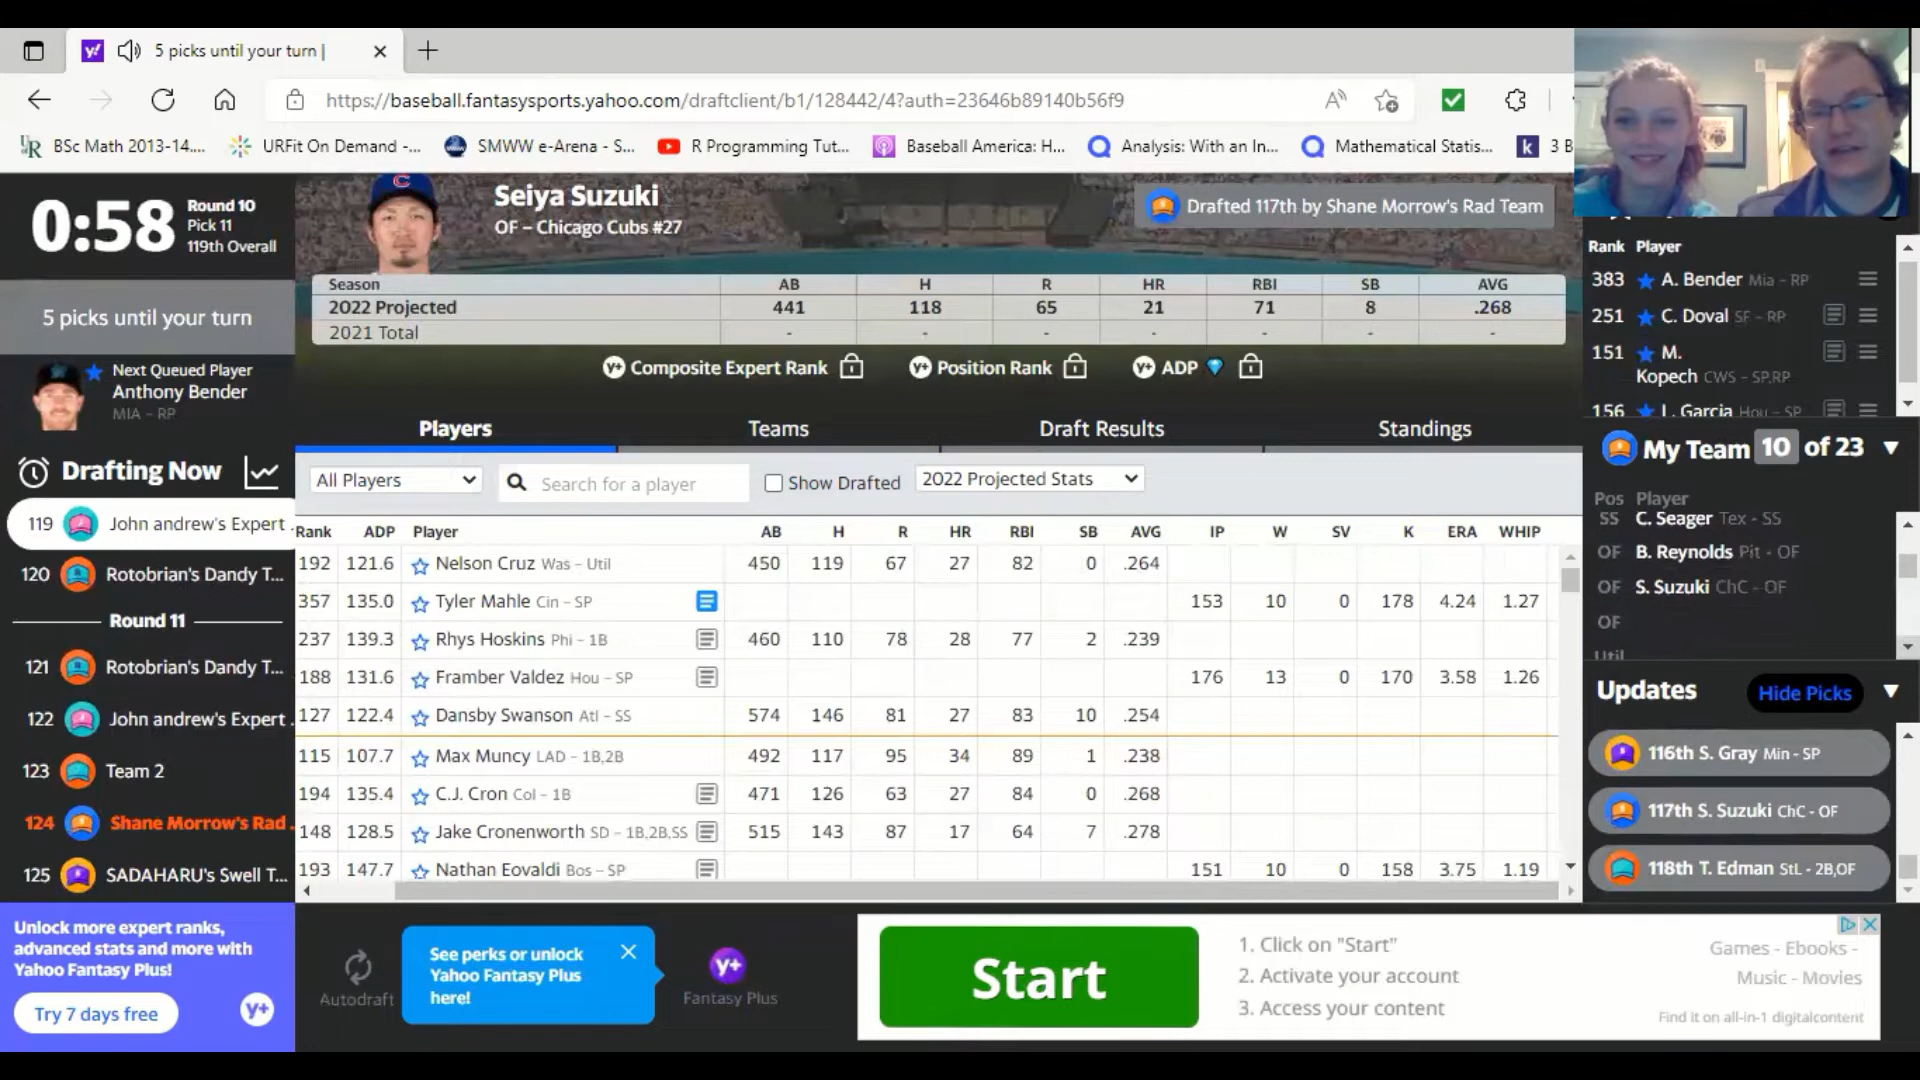 5 picks until your turn |
https://baseball.fantasysports.yahoo.com/draftclient/b1/128442/4?auth=23646b89140b56f9
BSc Math 2013-14....
URFit On Demand -...
SMWW e-Arena - S...
R Programming Tut...
Baseball America: H...
Analysis: With an In...
Mathematical Statis...
k 3 B
0:58
Round 10
Pick 11
119th Overall
5 picks until your turn
Next Queued Player
Anthony Bender
MIA – RP
Drafting Now
119 John andrew's Expert .
120 Rotobrian's Dandy T...
Round 11
121 Rotobrian's Dandy T...
122 John andrew's Expert .
123 Team 2
124 Shane Morrow's Rad .
125 SADAHARU's Swell T...
Unlock more expert ranks,
advanced stats and more with
Yahoo Fantasy Plus!
Try 7 days free
y+
Seiya Suzuki
OF – Chicago Cubs #27
Drafted 117th by Shane Morrow's Rad Team
Season AB H R HR RBI SB AVG
2022 Projected 441 118 65 21 71 8 .268
2021 Total - - - - - - -
y+ Composite Expert Rank
y+ Position Rank
y+ ADP
Players Teams Draft Results Standings
All Players
Search for a player
Show Drafted
2022 Projected Stats
Rank ADP Player AB H R HR RBI SB AVG IP W SV K ERA WHIP
192 121.6 Nelson Cruz Was – Util 450 119 67 27 82 0 .264
357 135.0 Tyler Mahle Cin – SP 153 10 0 178 4.24 1.27
237 139.3 Rhys Hoskins Phi – 1B 460 110 78 28 77 2 .239
188 131.6 Framber Valdez Hou – SP 176 13 0 170 3.58 1.26
127 122.4 Dansby Swanson Atl – SS 574 146 81 27 83 10 .254
115 107.7 Max Muncy LAD – 1B,2B 492 117 95 34 89 1 .238
194 135.4 C.J. Cron Col – 1B 471 126 63 27 84 0 .268
148 128.5 Jake Cronenworth SD – 1B,2B,SS 515 143 87 17 64 7 .278
193 147.7 Nathan Eovaldi Bos – SP 151 10 0 158 3.75 1.19
Autodraft
See perks or unlock
Yahoo Fantasy Plus
here!
y+
Fantasy Plus
Start
1. Click on "Start"
2. Activate your account
3. Access your content
Games - Ebooks -
Music - Movies
Find it on all-in-1 digitalcontent
Rank Player
383 A. Bender Mia – RP
251 C. Doval SF – RP
151 M.
Kopech CWS – SP,RP
156 L. Garcia Hou – SP
My Team 10 of 23
Pos Player
SS C. Seager Tex – SS
OF B. Reynolds Pit – OF
OF S. Suzuki ChC – OF
OF
Util
Updates
Hide Picks
116th S. Gray Min - SP
117th S. Suzuki ChC - OF
118th T. Edman StL - 2B,OF